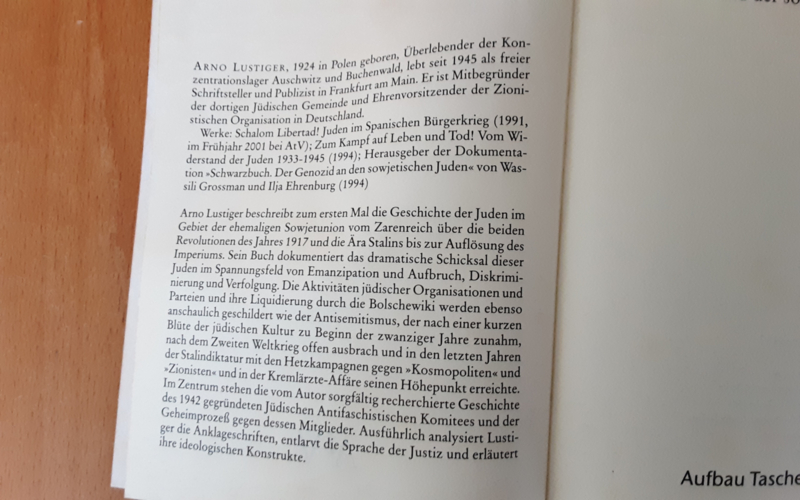 ARNO LUSTIGER, 1924 in Polen geboren, Überlebender der Kon-
zentrationslager Auschwitz und Buchenwald, lebt seit 1945 als freier
Schriftsteller und Publizist in Frankfurt am Main. Er ist Mitbegründer
der dortigen Jüdischen Gemeinde und Ehrenvorsitzender der Zioni-
stischen Organisation in Deutschland.
Werke: Schalom Libertad! Juden im Spanischen Bürgerkrieg (1991,
im Frühjahr 2001 bei AtV); Zum Kampf auf Leben und Tod! Vom Wi-
derstand der Juden 1933-1945 (1994); Herausgeber der Dokumenta-
tion »Schwarzbuch. Der Genozid an den sowjetischen Juden« von Was-
sili Grossman und Ilja Ehrenburg (1994)
Arno Lustiger beschreibt zum ersten Mal die Geschichte der Juden im
Gebiet der ehemaligen Sowjetunion vom Zarenreich über die beiden
Revolutionen des Jahres 1917 und die Ära Stalins bis zur Auflösung des
Imperiums. Sein Buch dokumentiert das dramatische Schicksal dieser
Juden im Spannungsfeld von Emanzipation und Aufbruch, Diskrimi-
nierung und Verfolgung. Die Aktivitäten jüdischer Organisationen und
Parteien und ihre Liquidierung durch die Bolschewiki werden ebenso
anschaulich geschildert wie der Antisemitismus, der nach einer kurzen
Blüte der jüdischen Kultur zu Beginn der zwanziger Jahre zunahm,
nach dem Zweiten Weltkrieg offen ausbrach und in den letzten Jahren
der Stalindiktatur mit den Hetzkampagnen gegen »Kosmopoliten« und
»Zionisten« und in der Kremlärzte-Affäre seinen Höhepunkt erreichte.
Im Zentrum stehen die vom Autor sorgfältig recherchierte Geschichte
des 1942 gegründeten Jüdischen Antifaschistischen Komitees und der
Geheimprozeß gegen dessen Mitglieder. Ausführlich analysiert Lusti-
ger die Anklageschriften, entlarvt die Sprache der Justiz und erläutert
ihre ideologischen Konstrukte.
Aufbau Tasche